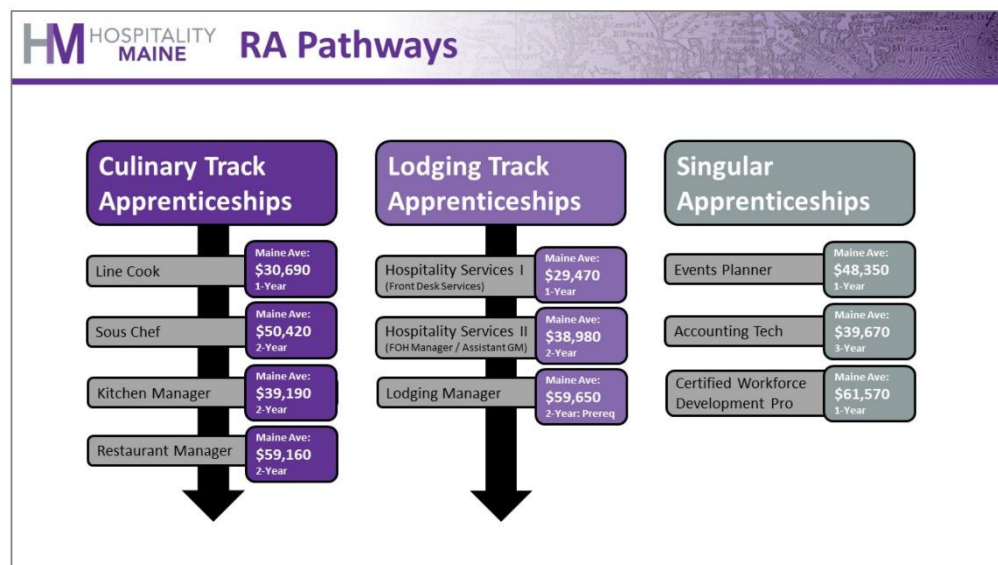 HM HOSPITALITY
MAINE
RA Pathways
Culinary Track
Apprenticeships
Line Cook
Maine Ave:
$30,690
1-Year
Sous Chef
Maine Ave:
$50,420
2-Year
Kitchen Manager
Maine Ave:
$39,190
2-Year
Restaurant Manager
Maine Ave:
$59,160
2-Year
Lodging Track
Apprenticeships
Hospitality Services I
(Front Desk Services)
Maine Ave:
$29,470
1-Year
Hospitality Services II
(FOH Manager / Assistant GM)
Maine Ave:
$38,980
2-Year
Lodging Manager
Maine Ave:
$59,650
2-Year: Prereq
Singular
Apprenticeships
Events Planner
Maine Ave:
$48,350
1-Year
Accounting Tech
Maine Ave:
$39,670
3-Year
Certified Workforce
Development Pro
Maine Ave:
$61,570
1-Year